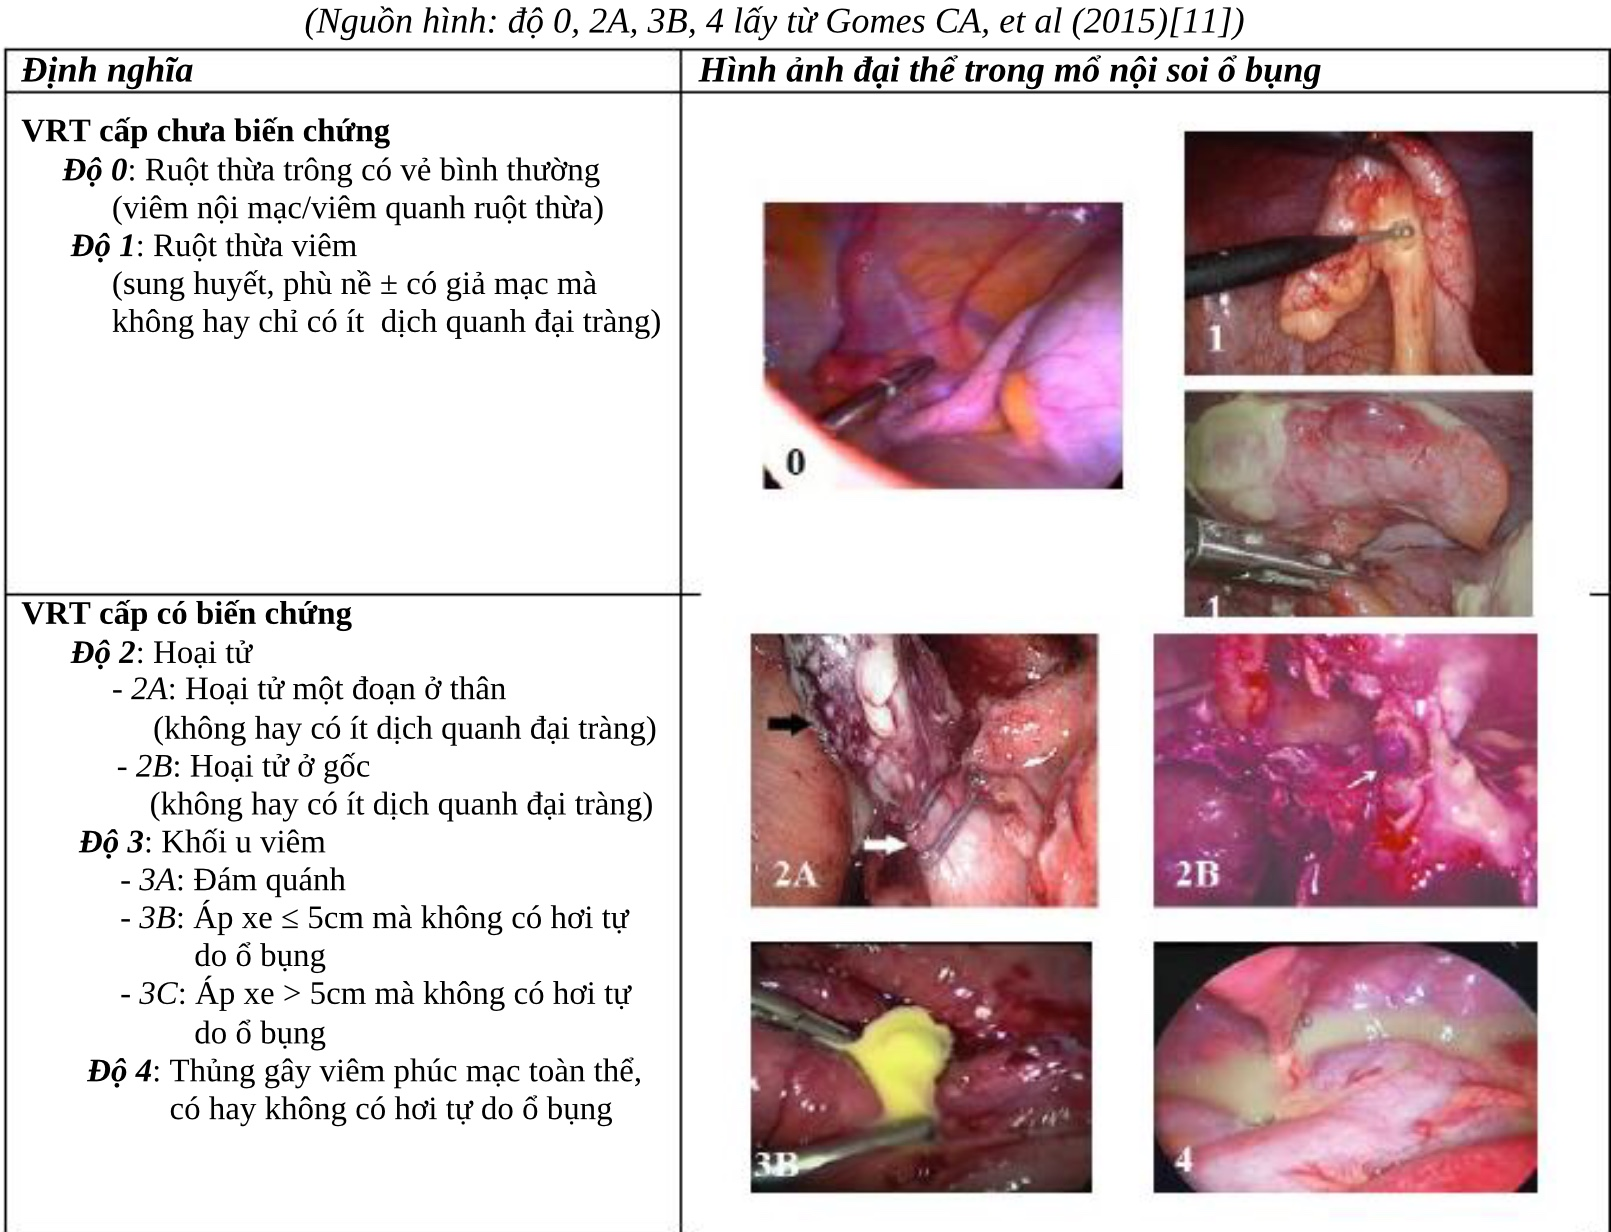 (Nguồn hình: độ 0, 2A, 3B, 4 lấy từ Gomes CA, et al (2015)[11])
Định nghĩa
Hình ảnh đại thể trong mổ nội soi ổ bụng
VRT cấp chưa biến chứng
Độ 0: Ruột thừa trông có vẻ bình thường
(viêm nội mạc/viêm quanh ruột thừa)
Độ 1: Ruột thừa viêm
(sung huyết, phù nề ± có giả mạc mà
không hay chỉ có ít dịch quanh đại tràng)
0
1
1
VRT cấp có biến chứng
Độ 2: Hoại tử
- 2A: Hoại tử một đoạn ở thân
(không hay có ít dịch quanh đại tràng)
- 2B: Hoại tử ở gốc
(không hay có ít dịch quanh đại tràng)
Độ 3: Khối u viêm
- 3A: Đám quánh
- 3B: Áp xe ≤ 5cm mà không có hơi tự
do ổ bụng
- 3C: Áp xe > 5cm mà không có hơi tự
do ổ bụng
Độ 4: Thủng gây viêm phúc mạc toàn thể,
có hay không có hơi tự do ổ bụng
2A
2B
3B
4